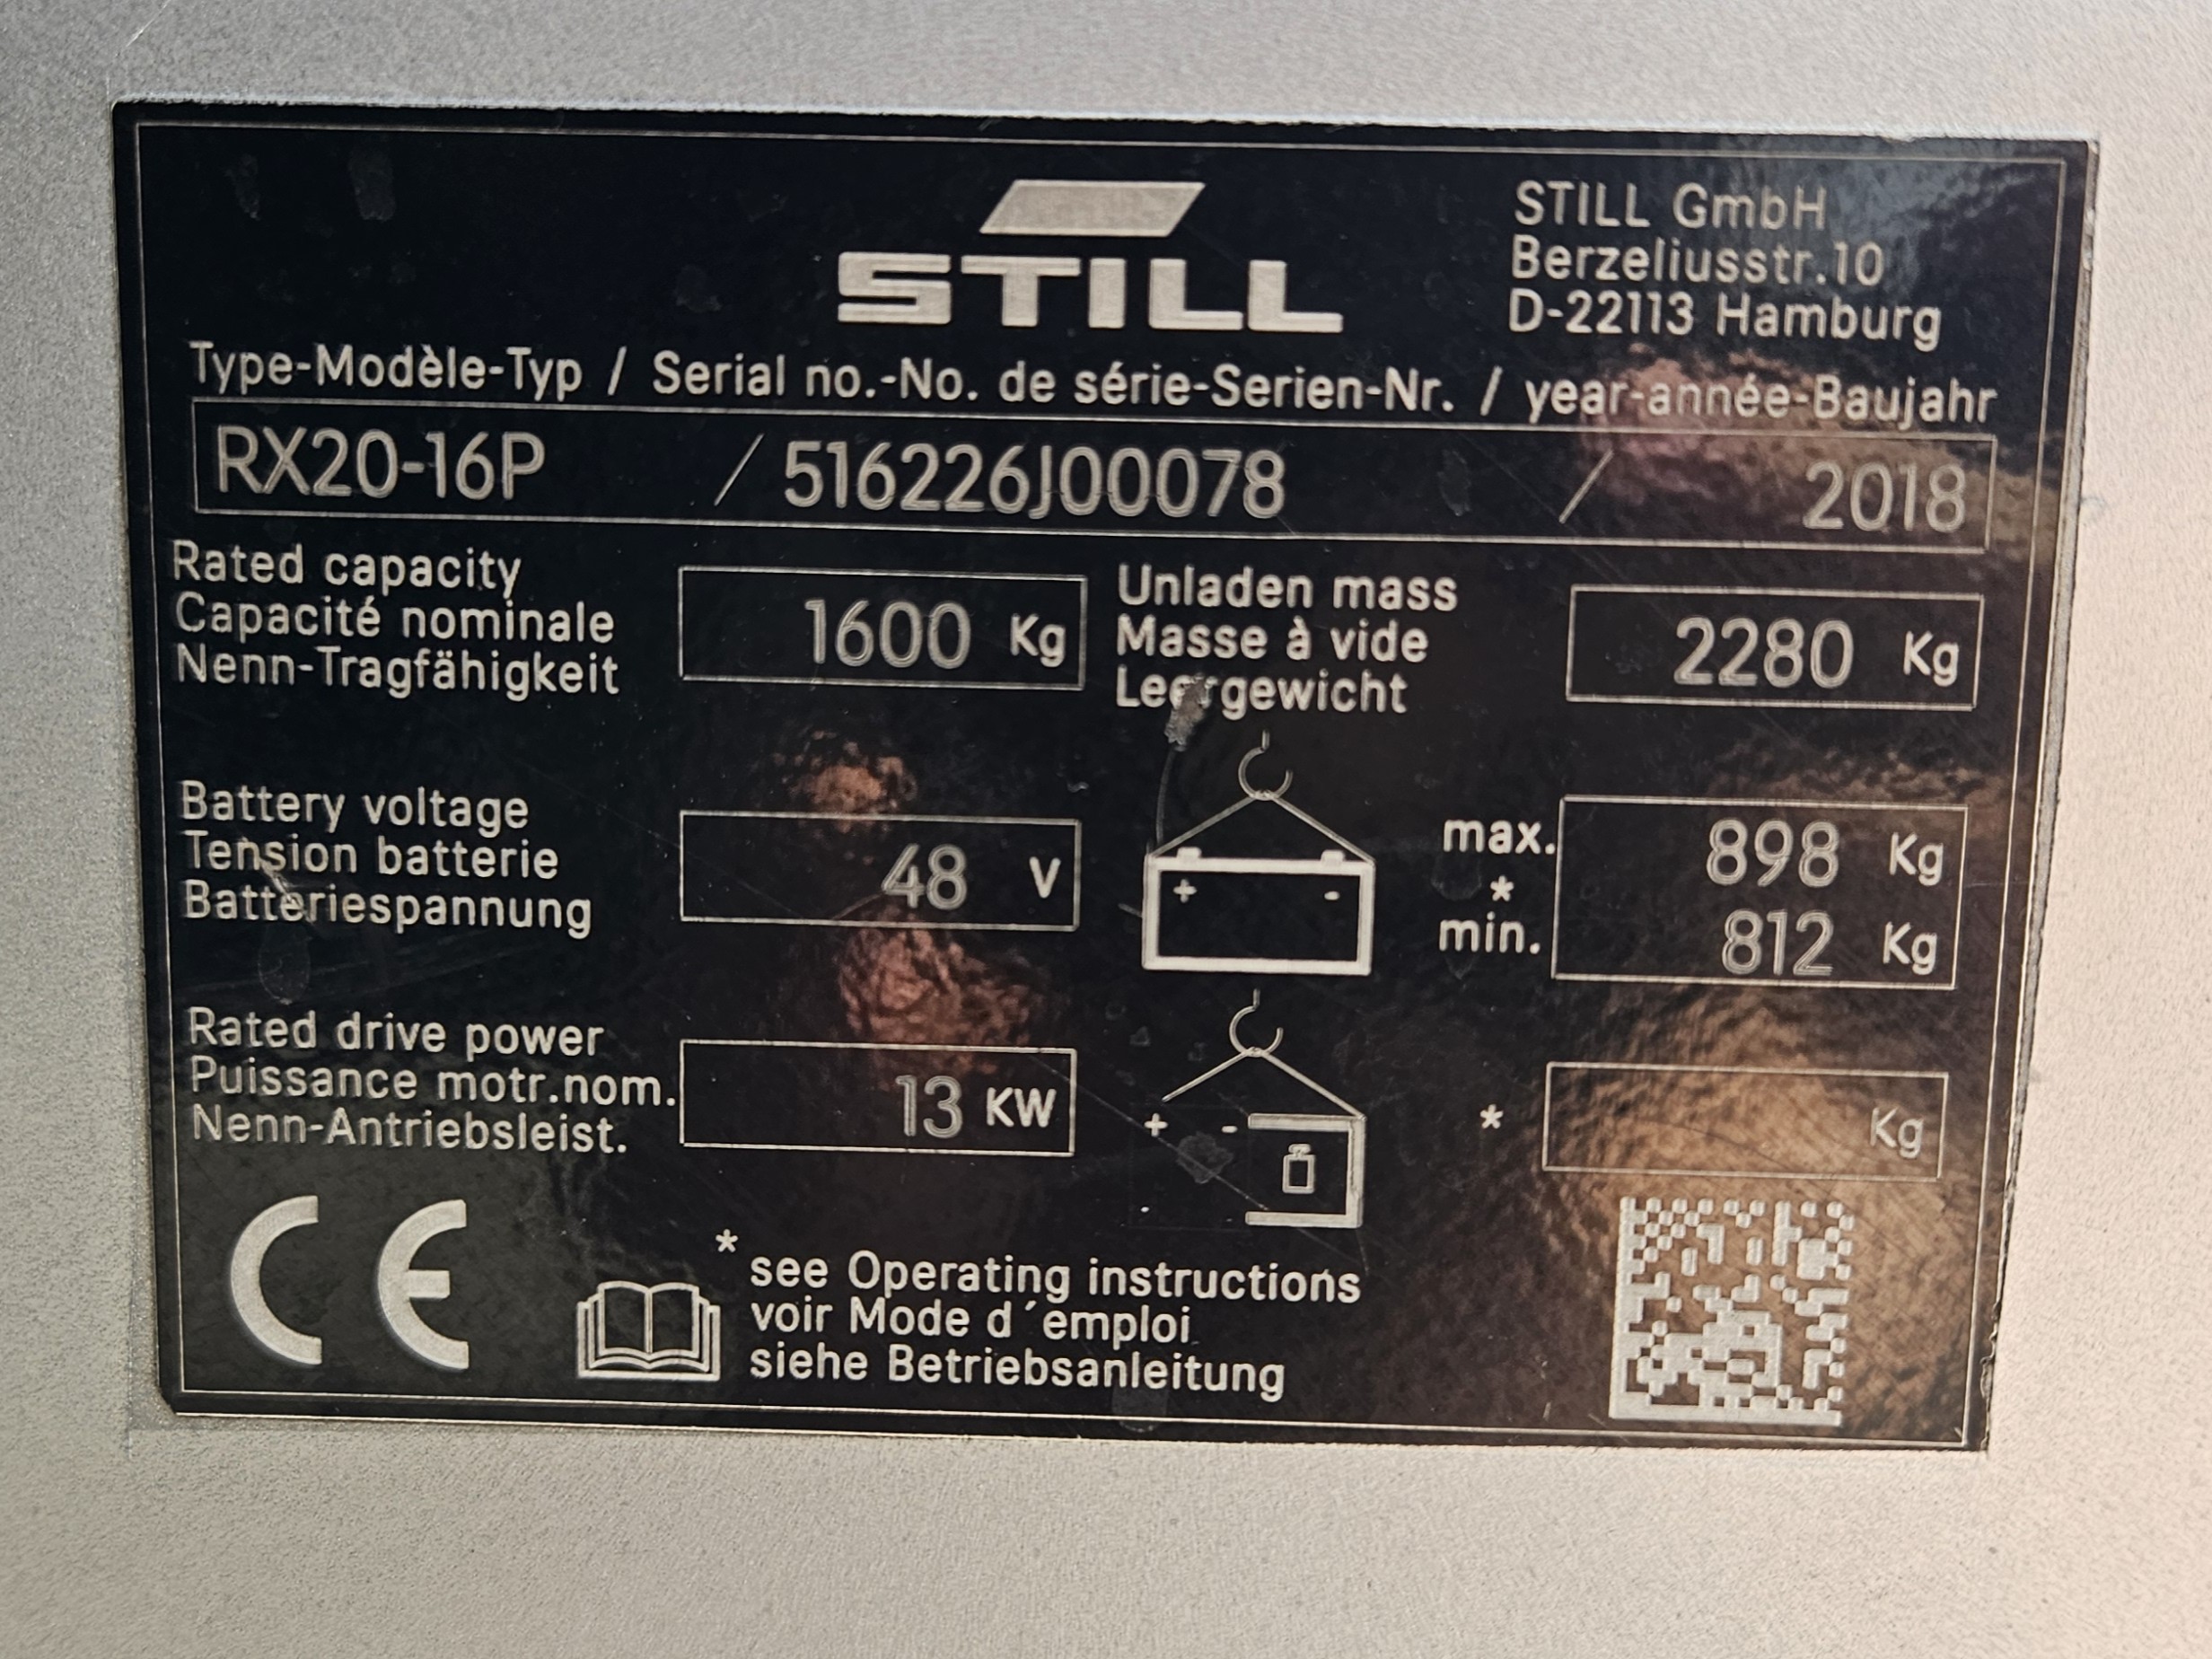 STILL
STILL GmbH
Berzeliusstr.10
D-22113 Hamburg
Type-Modèle-Typ / Serial no.-No. de série-Serien-Nr. / year-année-Baujahr
RX20-16P / 516226J00078 / 2018
Rated capacity
Capacité nominale
Nenn-Tragfähigkeit
1600 Kg
Unladen mass
Masse à vide
Leergewicht
2280 Kg
Battery voltage
Tension batterie
Batteriespannung
48 V
+ -
max. 898 Kg
*
min. 812 Kg
Rated drive power
Puissance motr.nom.
Nenn-Antriebsleist.
13 KW
+ -
* Kg
CE
* see Operating instructions
voir Mode d´emploi
siehe Betriebsanleitung